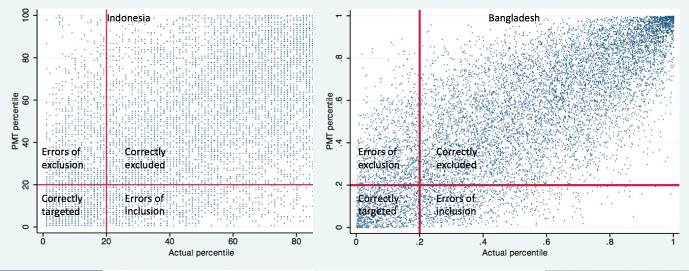 Indonesia
100
80
60
40
20
0
PMT percentile
Errors of
exclusion
Correctly
excluded
Correctly
targeted
Errors of
inclusion
0
20
40
60
80
Actual percentile
Bangladesh
1
.8
.6
.4
.2
0
PMT percentile
Errors of
exclusion
Correctly
excluded
Correctly
targeted
Errors of
inclusion
0
.2
.4
.6
.8
1
Actual percentile